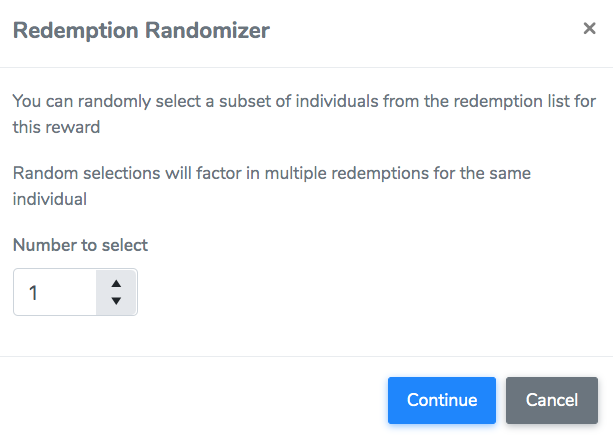 Redemption Randomizer ×
You can randomly select a subset of individuals from the redemption list for
this reward
Random selections will factor in multiple redemptions for the same
individual
Number to select
1
Continue Cancel